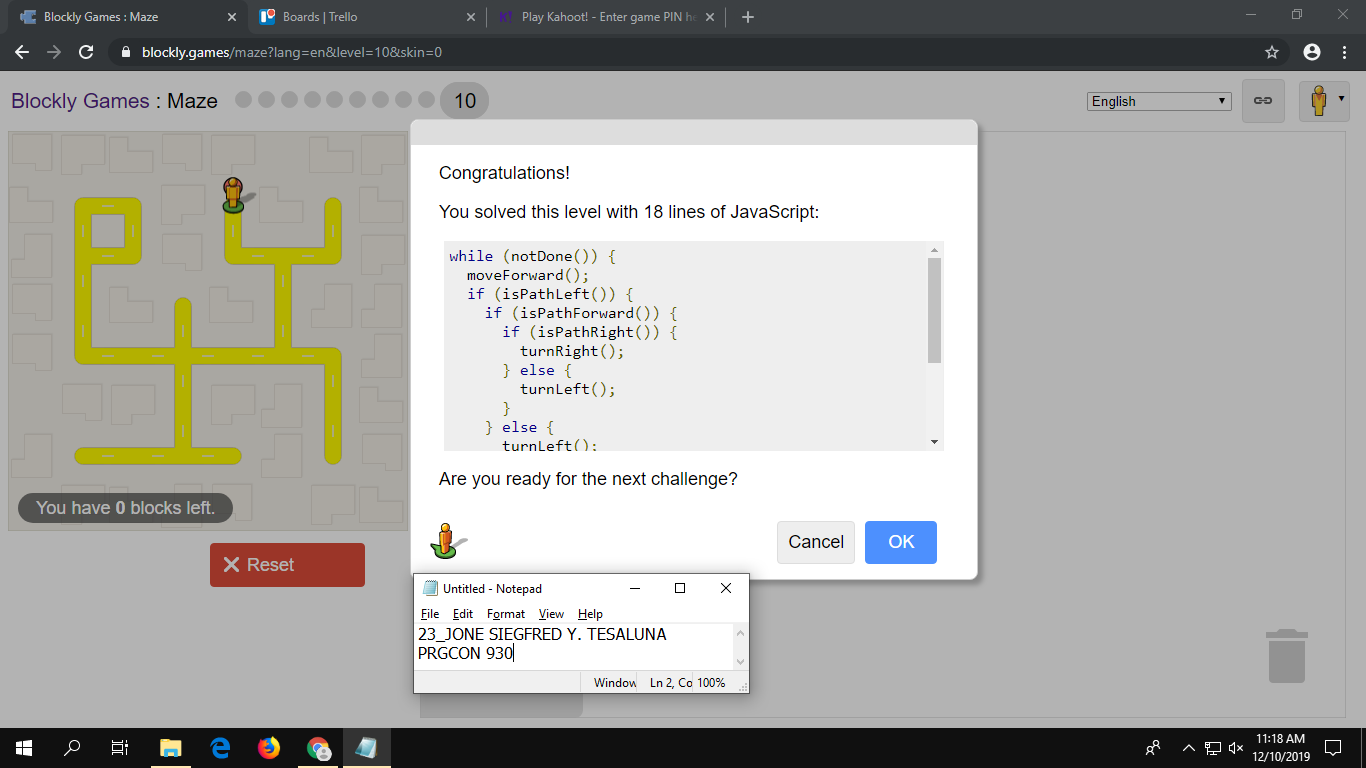 Blockly Games : Maze
Boards | Trello
Play Kahoot! - Enter game PIN he
blockly.games/maze?lang=en&level=10&skin=0
Blockly Games : Maze 10
English
Congratulations!
You solved this level with 18 lines of JavaScript:
while (notDone()) {
moveForward();
if (isPathLeft()) {
if (isPathForward()) {
if (isPathRight()) {
turnRight();
} else {
turnLeft();
}
} else {
turnLeft();
Are you ready for the next challenge?
You have 0 blocks left.
Cancel OK
Reset
Untitled - Notepad
File Edit Format View Help
23_JONE SIEGFRED Y. TESALUNA
PRGCON 930
Window Ln 2, Co 100%
11:18 AM
12/10/2019